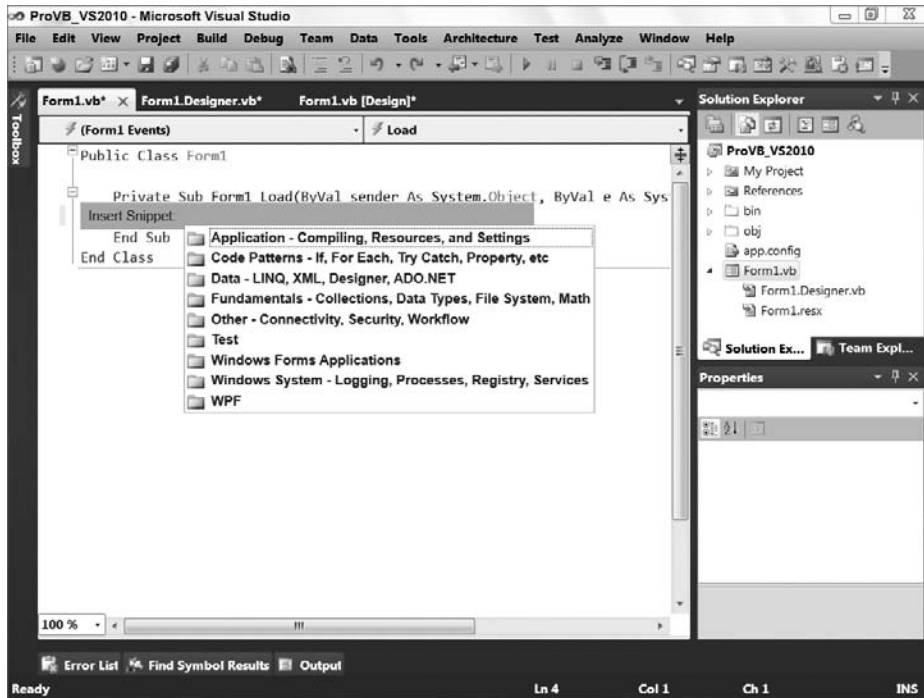 ProVB_VS2010 - Microsoft Visual Studio
File Edit View Project Build Debug Team Data Tools Architecture Test Analyze Window Help
Toolbox
Form1.vb* Form1.Designer.vb* Form1.vb [Design]*
(Form1 Events) Load
Public Class Form1
Private Sub Form1_Load(ByVal sender As System.Object, ByVal e As Sys
Insert Snippet:
End Sub
End Class
Application - Compiling, Resources, and Settings
Code Patterns - If, For Each, Try Catch, Property, etc
Data - LINQ, XML, Designer, ADO.NET
Fundamentals - Collections, Data Types, File System, Math
Other - Connectivity, Security, Workflow
Test
Windows Forms Applications
Windows System - Logging, Processes, Registry, Services
WPF
100 %
Solution Explorer
ProVB_VS2010
My Project
References
bin
obj
app.config
Form1.vb
Form1.Designer.vb
Form1.resx
Solution Ex... Team Expl...
Properties
Error List Find Symbol Results Output
Ready Ln 4 Col 1 Ch 1 INS